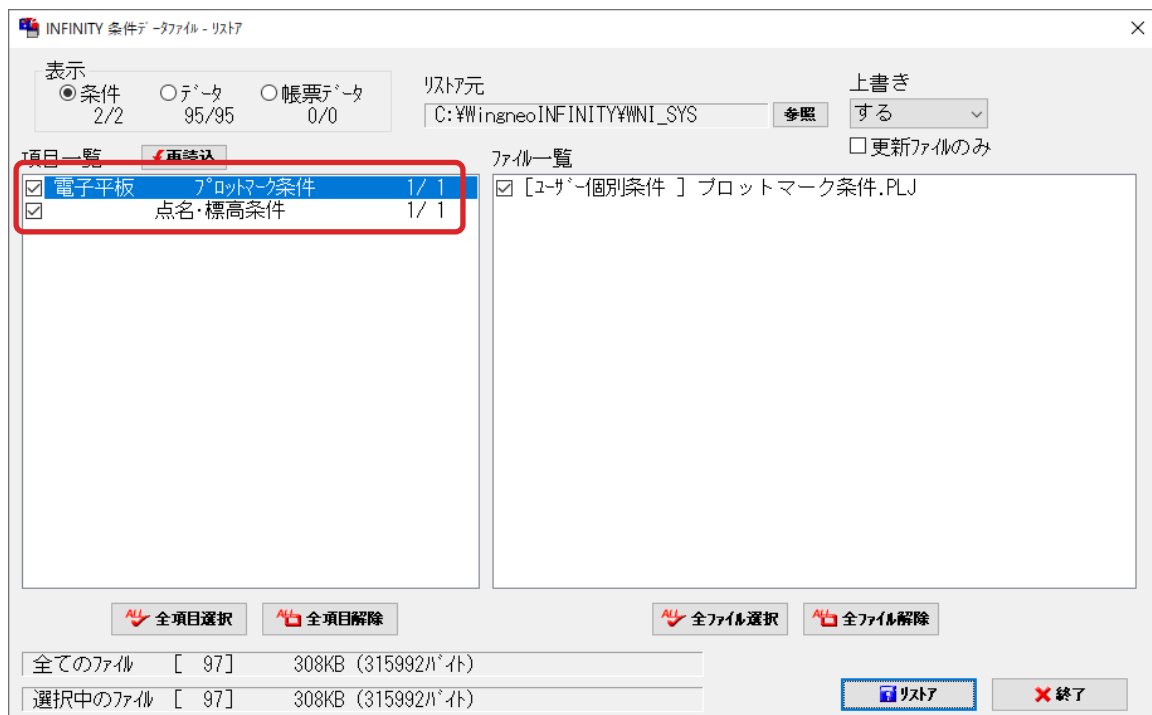 INFINITY 条件ﾃﾞｰﾀﾌｧｲﾙ - ﾘｽﾄｱ
表示
条件 ﾃﾞｰﾀ 帳票ﾃﾞｰﾀ
2/2 95/95 0/0
ﾘｽﾄｱ元
C:¥WingneoINFINITY¥WNI_SYS 参照
上書き
する
更新ﾌｧｲﾙのみ
項目一覧 再読込
電子平板 ﾌﾟﾛｯﾄﾏｰｸ条件 1/ 1
点名･標高条件 1/ 1
ﾌｧｲﾙ一覧
[ﾕｰｻﾞｰ個別条件 ] プロットマーク条件.PLJ
ALL 全項目選択 ALL 全項目解除
ALL 全ﾌｧｲﾙ選択 ALL 全ﾌｧｲﾙ解除
全てのﾌｧｲﾙ [ 97] 308KB (315992ﾊﾞｲﾄ)
選択中のﾌｧｲﾙ [ 97] 308KB (315992ﾊﾞｲﾄ)
ﾘｽﾄｱ 終了